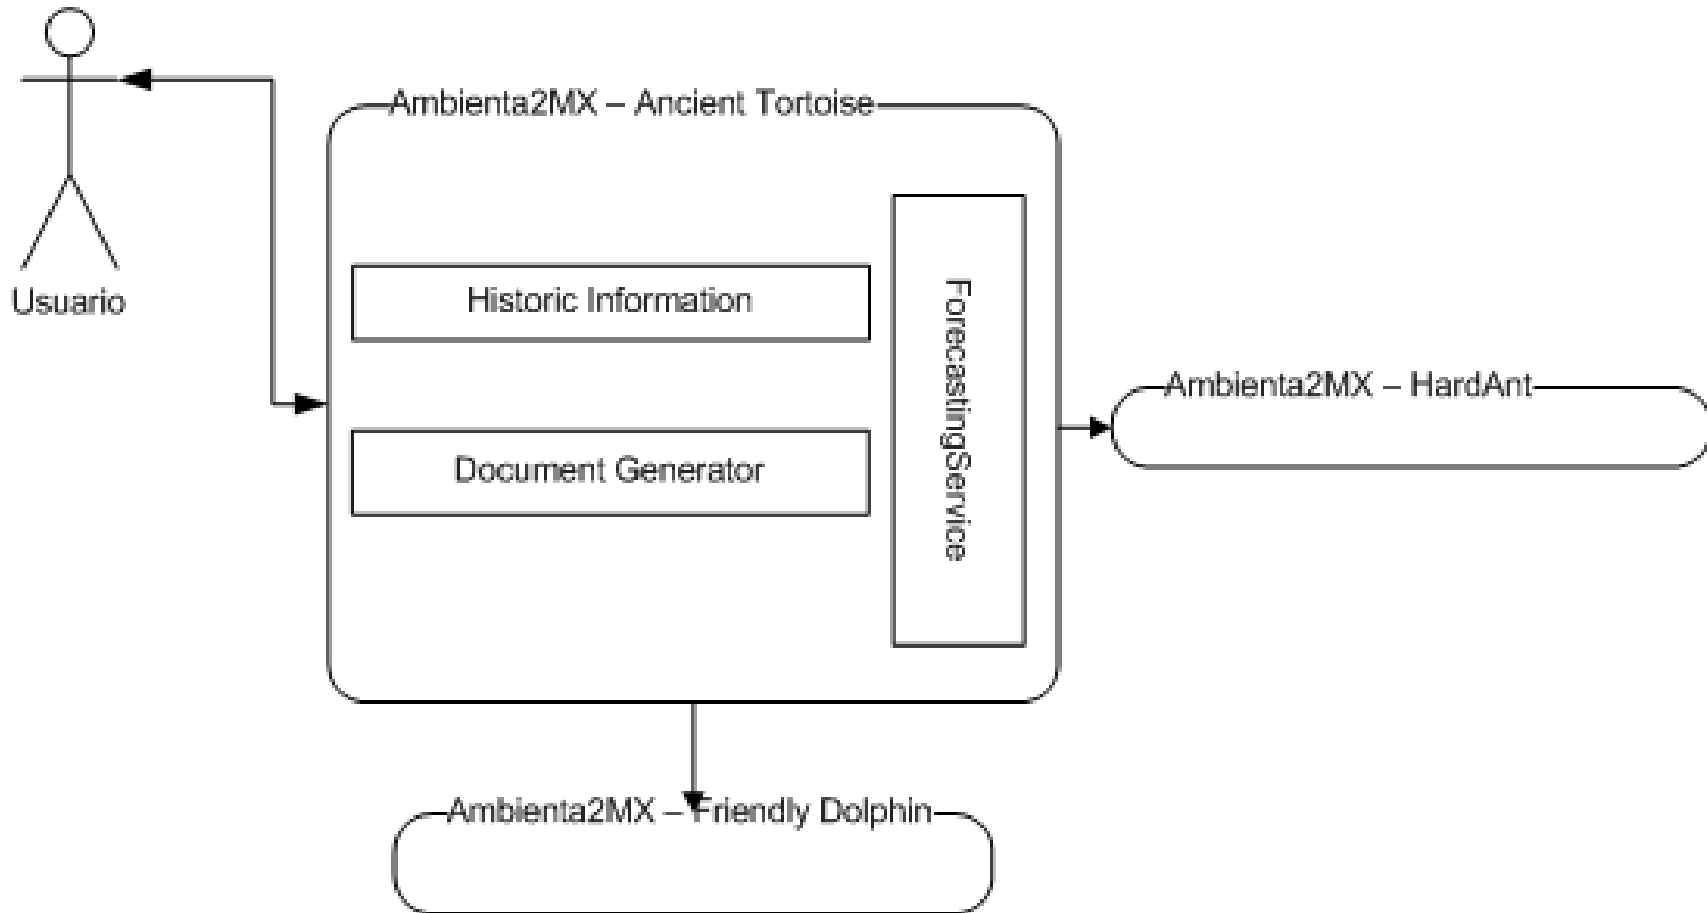 Ambienta2MX – Ancient Tortoise
Historic Information
Usuario
ForecastingService
Ambienta2MX – HardAnt
Document Generator
Ambienta2MX – Friendly Dolphin